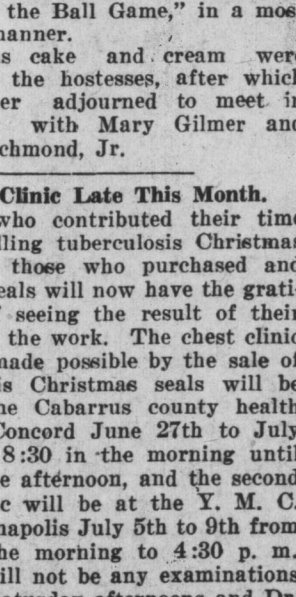 the Ball Game," in a mos
manner.
s cake and cream were
the hostesses, after which
er adjourned to meet in
with Mary Gilmer and
chmond, Jr.
Clinic Late This Month.
who contributed their time
lling tuberculosis Christmas
those who purchased and
eals will now have the grati-
seeing the result of their
the work. The chest clinic
made possible by the sale of
is Christmas seals will be
he Cabarrus county health
Concord June 27th to July
8:30 in the morning until
e afternoon, and the second
c will be at the Y. M. C.
napolis July 5th to 9th from
he morning to 4:30 p. m.
ill not be any examinations
afternoons and Dr.